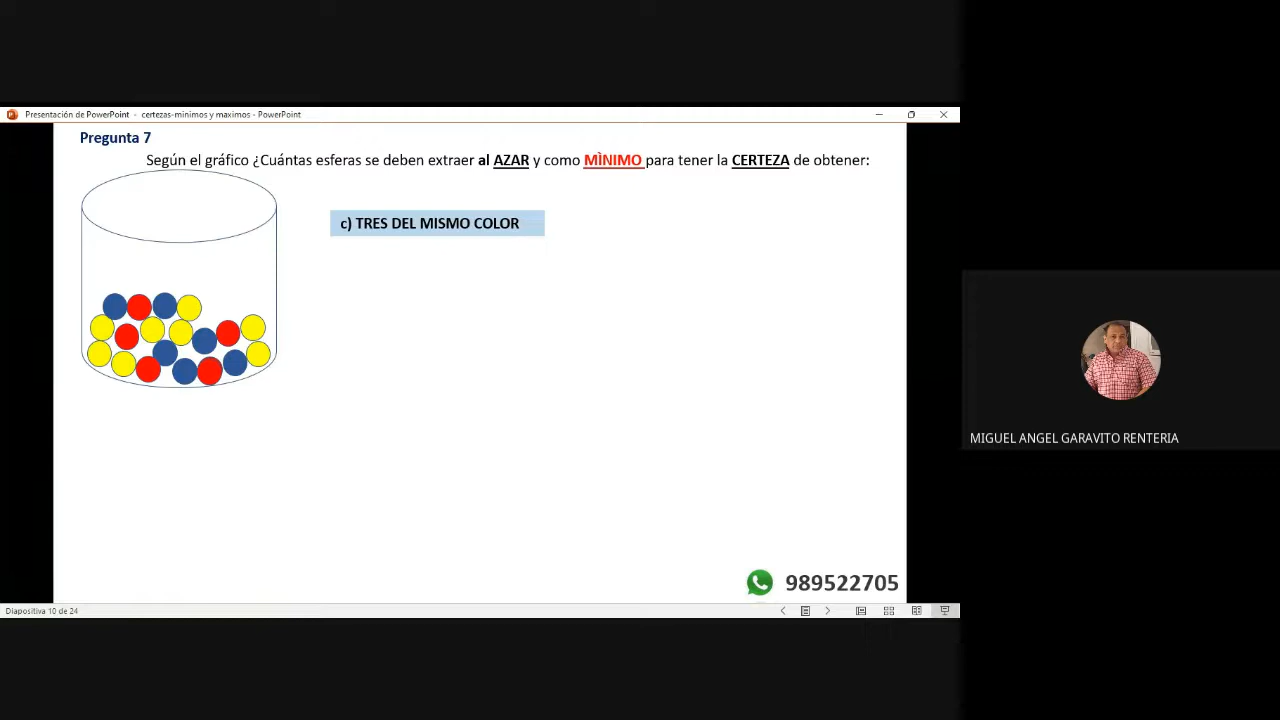 Presentación de PowerPoint - certezas-minimos y maximos - PowerPoint
Pregunta 7
Según el gráfico ¿Cuántas esferas se deben extraer al AZAR y como MÌNIMO para tener la CERTEZA de obtener:
c) TRES DEL MISMO COLOR
MIGUEL ANGEL GARAVITO RENTERIA
989522705
Diapositiva 10 de 24